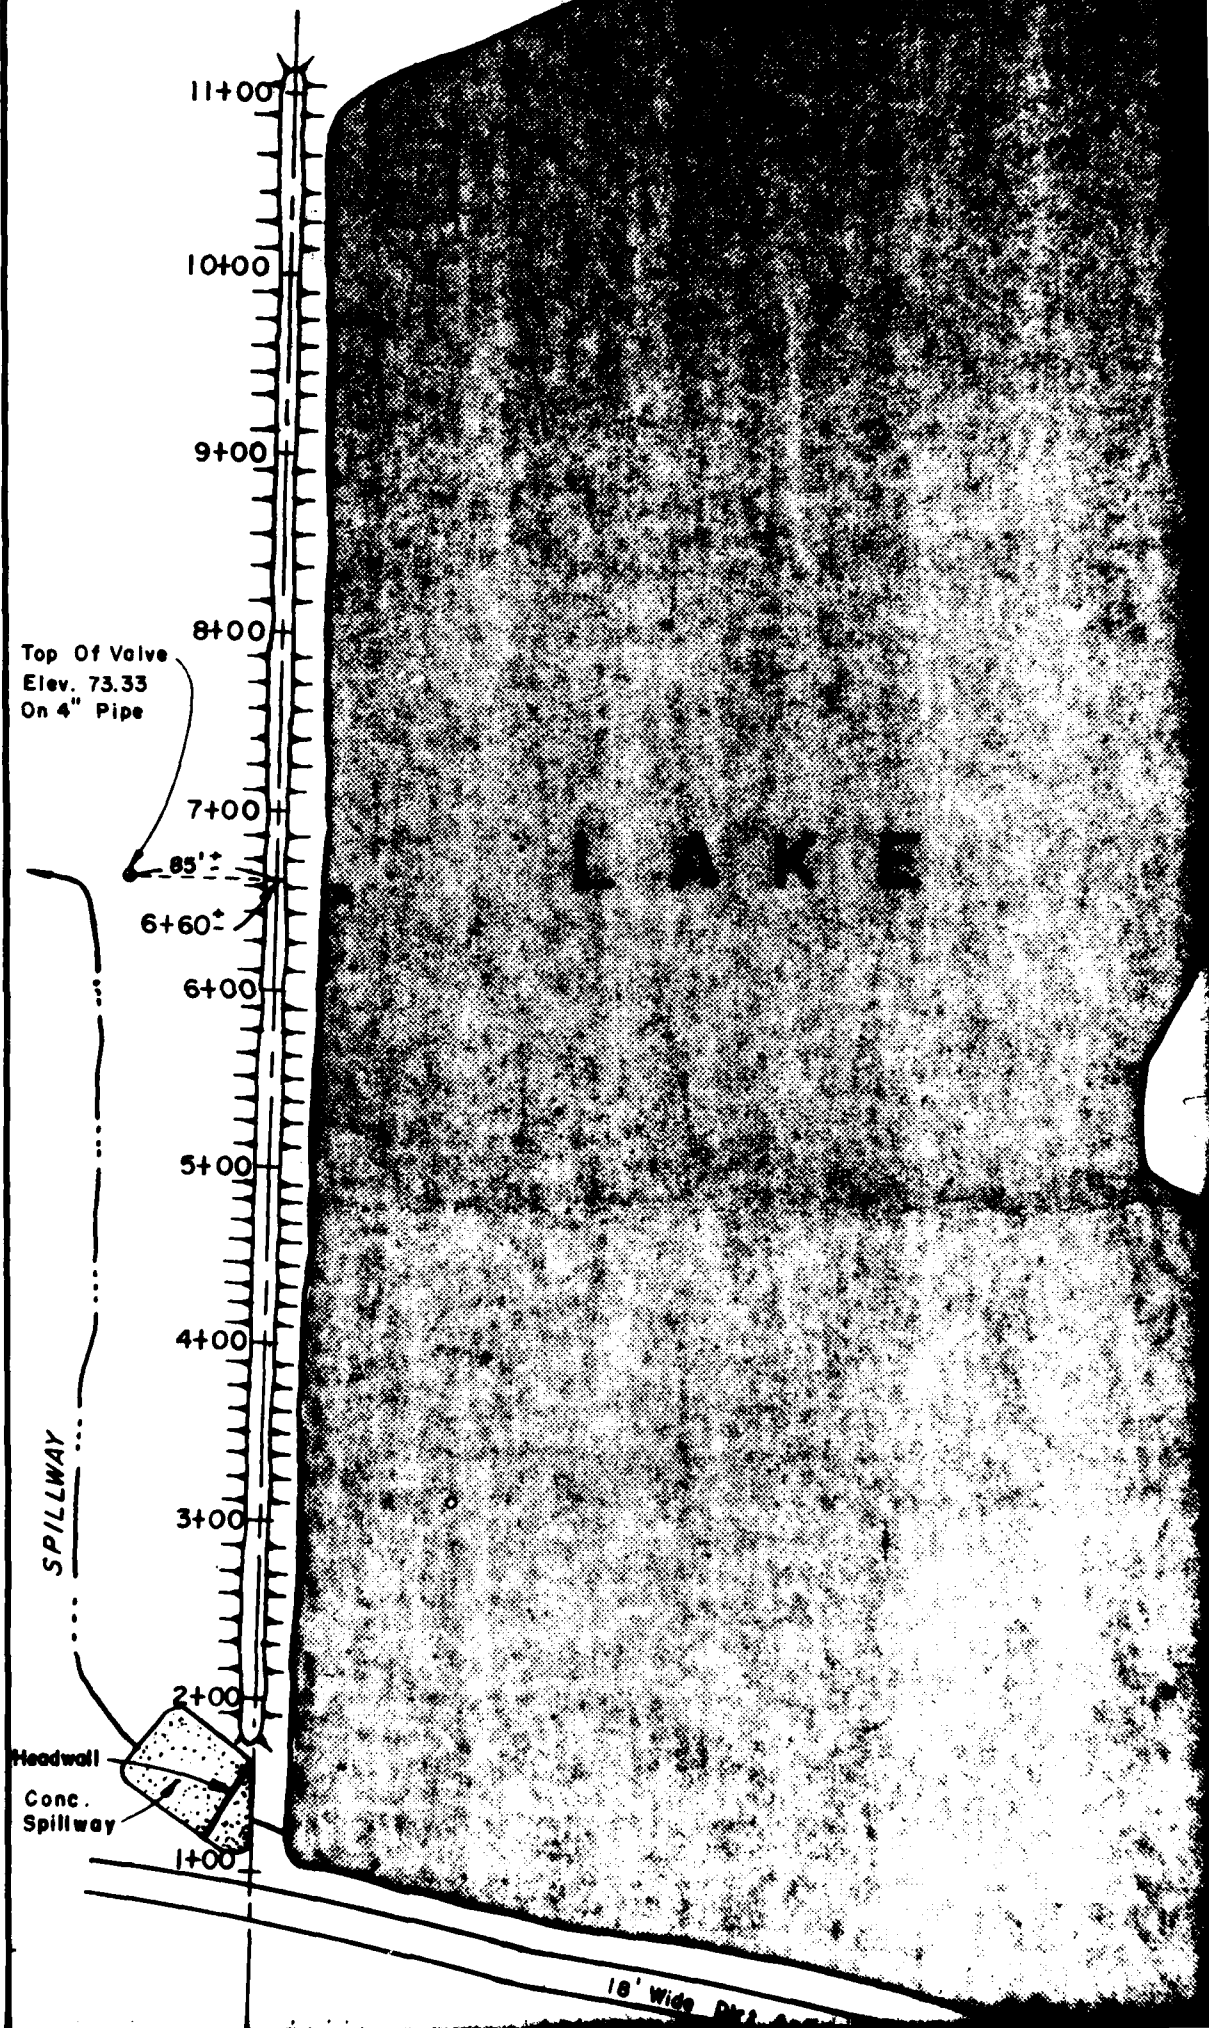 11+00
10+00
9+00
8+00
Top Of Valve
Elev. 73.33
On 4" Pipe
7+00
LAKE
85'±
6+60±
6+00
5+00
4+00
SPILLWAY
3+00
2+00
Headwall
Conc.
Spillway
1+00
18' Wide Dirt